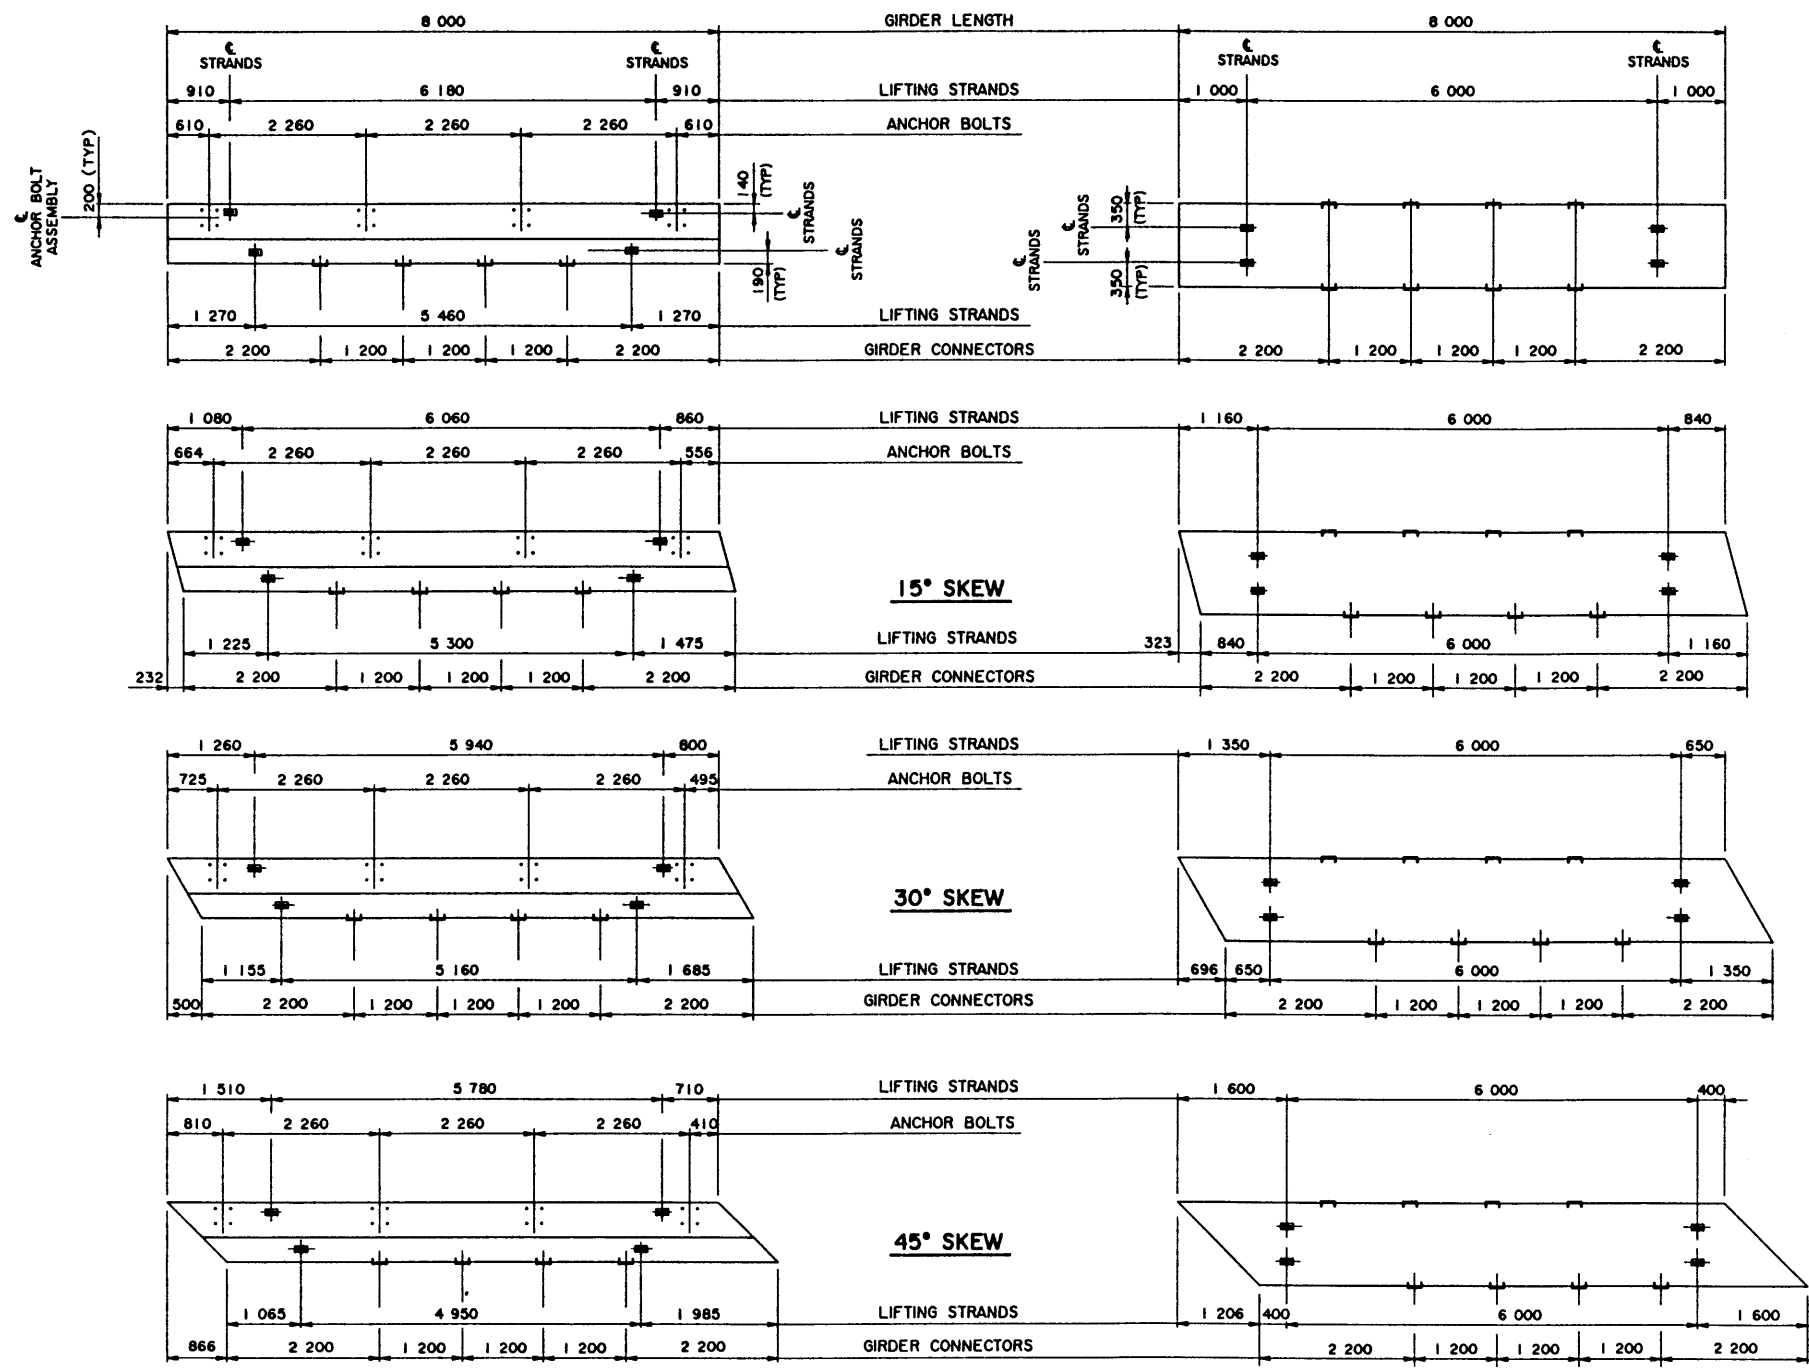 8 000 GIRDER LENGTH 8 000
℄ STRANDS ℄ STRANDS ℄ STRANDS ℄ STRANDS
910 6 180 910 LIFTING STRANDS 1 000 6 000 1 000
610 2 260 2 260 2 260 610 ANCHOR BOLTS
℄ ANCHOR BOLT ASSEMBLY
200 (TYP)
140 (TYP)
℄ STRANDS
℄ STRANDS
190 (TYP)
℄ STRANDS
℄ STRANDS
350 (TYP)
350 (TYP)
1 270 5 460 1 270 LIFTING STRANDS
2 200 1 200 1 200 1 200 2 200 GIRDER CONNECTORS 2 200 1 200 1 200 1 200 2 200
1 080 6 060 860 LIFTING STRANDS 1 160 6 000 840
664 2 260 2 260 2 260 556 ANCHOR BOLTS
15° SKEW
1 225 5 300 1 475 LIFTING STRANDS 323 840 6 000 1 160
232 2 200 1 200 1 200 1 200 2 200 GIRDER CONNECTORS 2 200 1 200 1 200 1 200 2 200
1 260 5 940 800 LIFTING STRANDS 1 350 6 000 650
725 2 260 2 260 2 260 495 ANCHOR BOLTS
30° SKEW
1 155 5 160 1 685 LIFTING STRANDS 696 650 6 000 1 350
500 2 200 1 200 1 200 1 200 2 200 GIRDER CONNECTORS 2 200 1 200 1 200 1 200 2 200
1 510 5 780 710 LIFTING STRANDS 1 600 6 000 400
810 2 260 2 260 2 260 410 ANCHOR BOLTS
45° SKEW
1 065 4 950 1 985 LIFTING STRANDS 1 206 400 6 000 1 600
866 2 200 1 200 1 200 1 200 2 200 GIRDER CONNECTORS 2 200 1 200 1 200 1 200 2 200